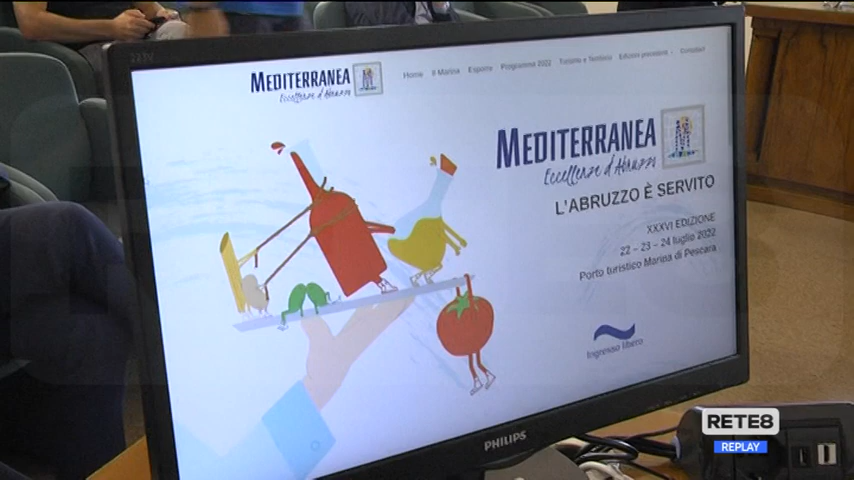 MEDITERRANEA
Eccellenze d'Abruzzo
Home Il Marina Esporre Programma 2022 Turismo e Territorio Edizioni precedenti Contattaci
MEDITERRANEA
Eccellenze d'Abruzzo
L'ABRUZZO È SERVITO
XXXVI EDIZIONE
22 – 23 – 24 luglio 2022
Porto turistico Marina di Pescara
Ingresso libero
PHILIPS
RETE8
REPLAY